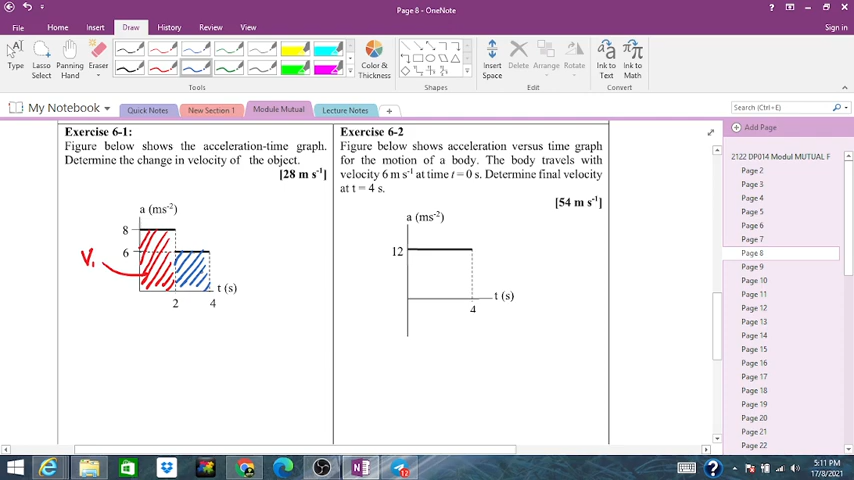 Page 8 - OneNote
File
Home
Insert
Draw
History
Review
View
Sign in
Type
Lasso Select
Panning Hand
Eraser
Color & Thickness
Insert Space
Delete
Arrange
Rotate
Ink to Text
Ink to Math
Tools
Shapes
Edit
Convert
My Notebook
Quick Notes
New Section 1
Module Mutual
Lecture Notes
Search (Ctrl+E)
Add Page
2122 DP014 Modul MUTUAL F
Page 2
Page 3
Page 4
Page 5
Page 6
Page 7
Page 8
Page 9
Page 10
Page 11
Page 12
Page 13
Page 14
Page 15
Page 16
Page 17
Page 18
Page 19
Page 20
Page 21
Page 22
Exercise 6-1:
Figure below shows the acceleration-time graph.
Determine the change in velocity of the object.
[28 m s⁻¹]
a (ms⁻²)
8
6
V₁
t (s)
2
4
Exercise 6-2
Figure below shows acceleration versus time graph
for the motion of a body. The body travels with
velocity 6 m s⁻¹ at time t = 0 s. Determine final velocity
at t = 4 s.
[54 m s⁻¹]
a (ms⁻²)
12
t (s)
4
5:11 PM
17/8/2021